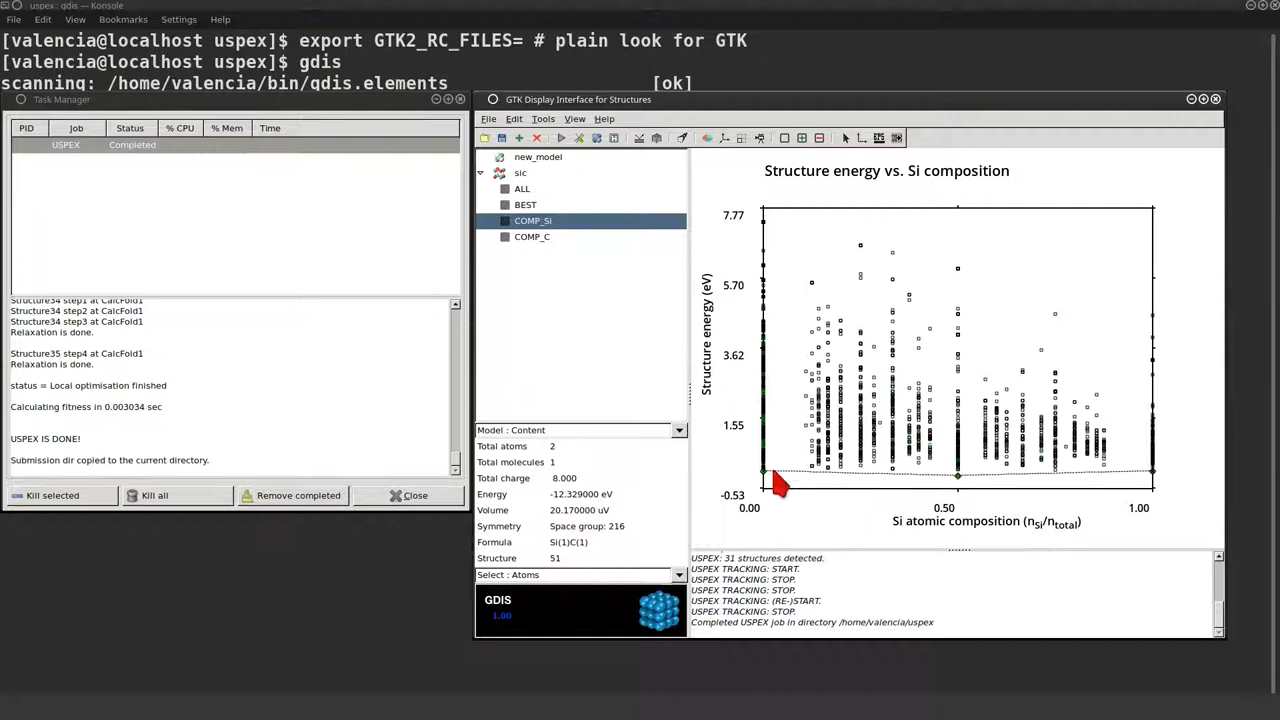 uspex : gdis — Konsole
File Edit View Bookmarks Settings Help
[valencia@localhost uspex]$ export GTK2_RC_FILES= # plain look for GTK
[valencia@localhost uspex]$ gdis
scanning: /home/valencia/bin/gdis.elements [ok]
Task Manager
PID Job Status % CPU % Mem Time
USPEX Completed
Structure34 step1 at CalcFold1
Structure34 step2 at CalcFold1
Structure34 step3 at CalcFold1
Relaxation is done.
Structure35 step4 at CalcFold1
Relaxation is done.
status = Local optimisation finished
Calculating fitness in 0.003034 sec
USPEX IS DONE!
Submission dir copied to the current directory.
Kill selected Kill all Remove completed Close
GTK Display Interface for Structures
File Edit Tools View Help
new_model
sic
ALL
BEST
COMP_Si
COMP_C
Model : Content
Total atoms 2
Total molecules 1
Total charge 8.000
Energy -12.329000 eV
Volume 20.170000 uV
Symmetry Space group: 216
Formula Si(1)C(1)
Structure 51
Select : Atoms
GDIS
1.00
Structure energy vs. Si composition
Structure energy (eV)
7.77
5.70
3.62
1.55
-0.53
0.00 0.50 1.00
Si atomic composition (nSi/ntotal)
USPEX: 31 structures detected.
USPEX TRACKING: START.
USPEX TRACKING: STOP.
USPEX TRACKING: STOP.
USPEX TRACKING: (RE-)START.
USPEX TRACKING: STOP.
Completed USPEX job in directory /home/valencia/uspex